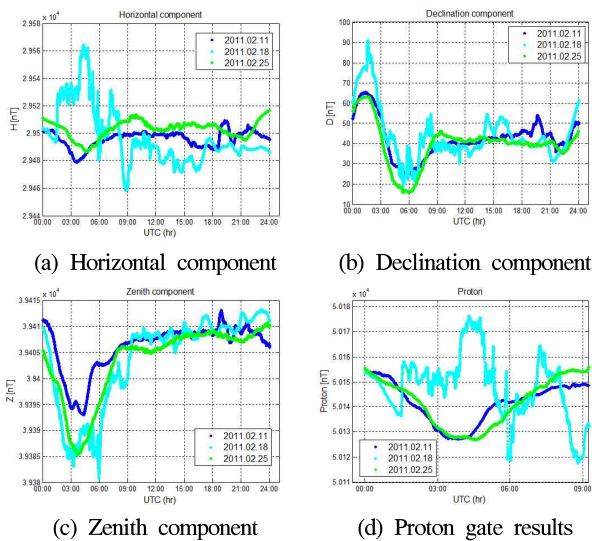 Horizontal component
2.958 x 10⁴
2.956
2.954
2.952
2.95
2.948
2.946
2.944
H [nT]
2011.02.11
2011.02.18
2011.02.25
00:00 03:00 06:00 09:00 12:00 15:00 18:00 21:00 24:00
UTC (hr)
(a) Horizontal component
Declination component
100
90
80
70
60
50
40
30
20
10
D [nT]
2011.02.11
2011.02.18
2011.02.25
00:00 03:00 06:00 09:00 12:00 15:00 18:00 21:00 24:00
UTC (hr)
(b) Declination component
Zenith component
x 10⁴
3.9415
3.941
3.9405
3.94
3.9395
3.939
3.9385
3.938
Z [nT]
2011.02.11
2011.02.18
2011.02.25
00:00 03:00 06:00 09:00 12:00 15:00 18:00 21:00 24:00
UTC (hr)
(c) Zenith component
Proton
x 10⁴
5.018
5.017
5.016
5.015
5.014
5.013
5.012
5.011
Proton [nT]
2011.02.11
2011.02.18
2011.02.25
00:00 03:00 06:00 09:00
UTC (hr)
(d) Proton gate results